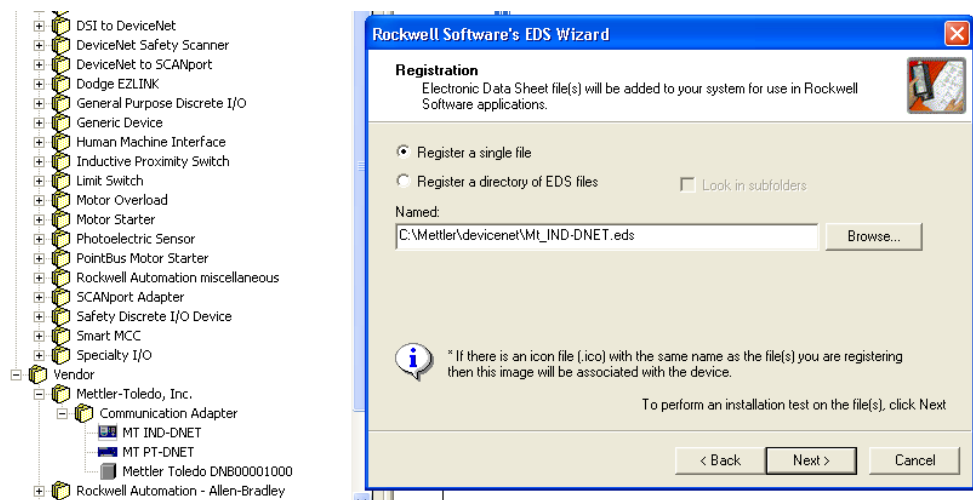 DSI to DeviceNet
DeviceNet Safety Scanner
DeviceNet to SCANport
Dodge EZLINK
General Purpose Discrete I/O
Generic Device
Human Machine Interface
Inductive Proximity Switch
Limit Switch
Motor Overload
Motor Starter
Photoelectric Sensor
PointBus Motor Starter
Rockwell Automation miscellaneous
SCANport Adapter
Safety Discrete I/O Device
Smart MCC
Specialty I/O
Vendor
Mettler-Toledo, Inc.
Communication Adapter
MT IND-DNET
MT PT-DNET
Mettler Toledo DNB00001000
Rockwell Automation - Allen-Bradley
Rockwell Software's EDS Wizard
Registration
Electronic Data Sheet file(s) will be added to your system for use in Rockwell
Software applications.
Register a single file
Register a directory of EDS files
Look in subfolders
Named:
C:\Mettler\devicenet\Mt_IND-DNET.eds
Browse...
* If there is an icon file (.ico) with the same name as the file(s) you are registering
then this image will be associated with the device.
To perform an installation test on the file(s), click Next
< Back
Next >
Cancel